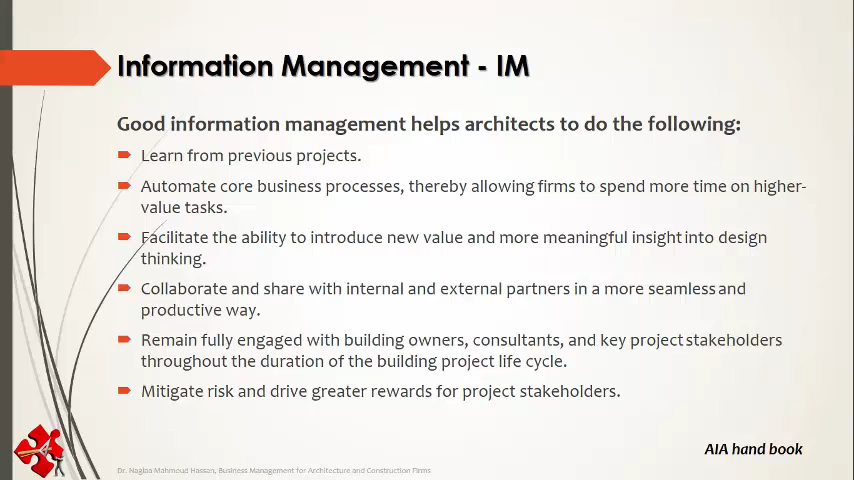 Information Management - IM
Good information management helps architects to do the following:
Learn from previous projects.
Automate core business processes, thereby allowing firms to spend more time on higher-
value tasks.
Facilitate the ability to introduce new value and more meaningful insight into design
thinking.
Collaborate and share with internal and external partners in a more seamless and
productive way.
Remain fully engaged with building owners, consultants, and key project stakeholders
throughout the duration of the building project life cycle.
Mitigate risk and drive greater rewards for project stakeholders.
AIA hand book
Dr. Naglaa Mahmoud Hassan, Business Management for Architecture and Construction Firms